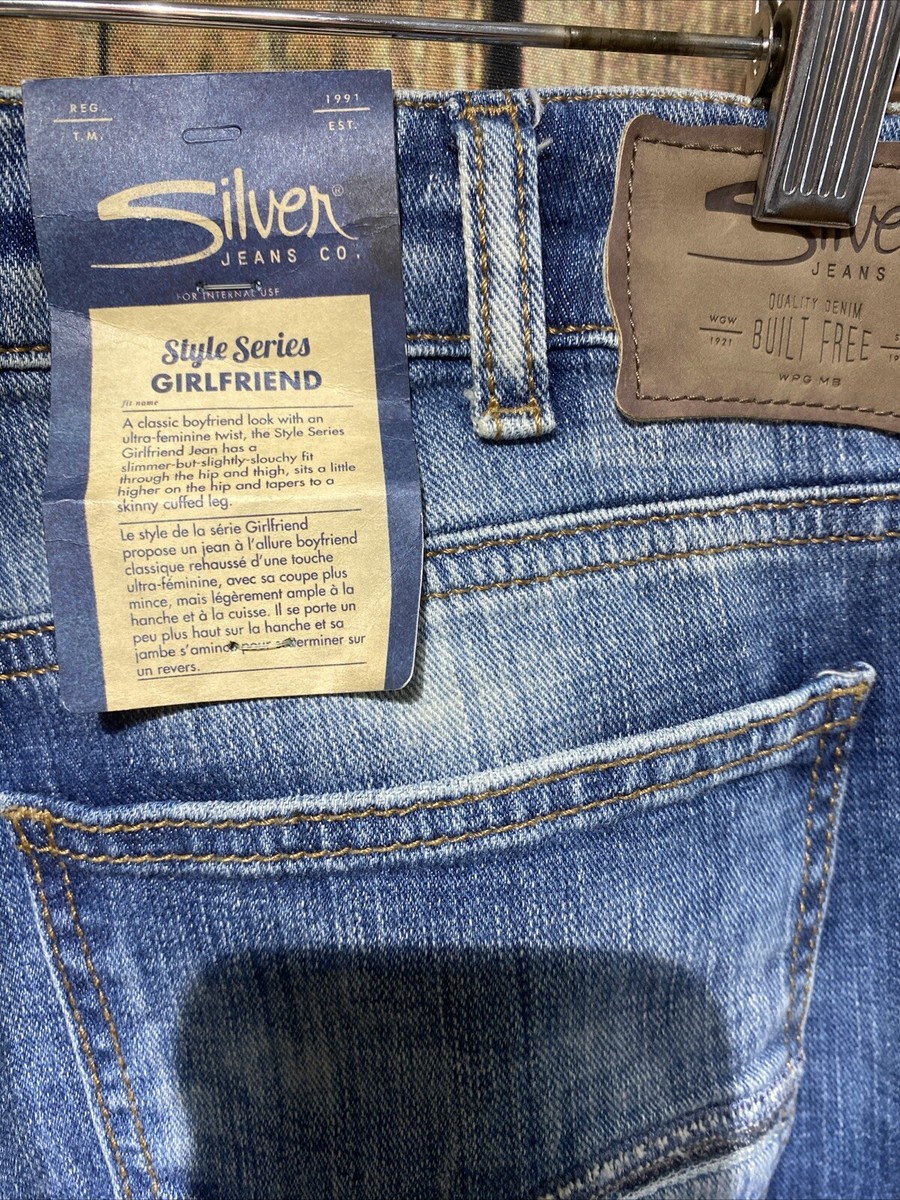 REG.
T.M.
1991
EST.
Silver®
JEANS CO.
FOR INTERNAL USE
Style Series
GIRLFRIEND
fit name
A classic boyfriend look with an
ultra-feminine twist, the Style Series
Girlfriend Jean has a
slimmer-but-slightly-slouchy fit
through the hip and thigh, sits a little
higher on the hip and tapers to a
skinny cuffed leg.
Le style de la série Girlfriend
propose un jean à l'allure boyfriend
classique rehaussé d'une touche
ultra-féminine, avec sa coupe plus
mince, mais légèrement ample à la
hanche et à la cuisse. Il se porte un
peu plus haut sur la hanche et sa
jambe s'amincit pour se terminer sur
un revers.
Silve
JEANS
QUALITY DENIM
WGW
1921
BUILT FREE
WPG MB